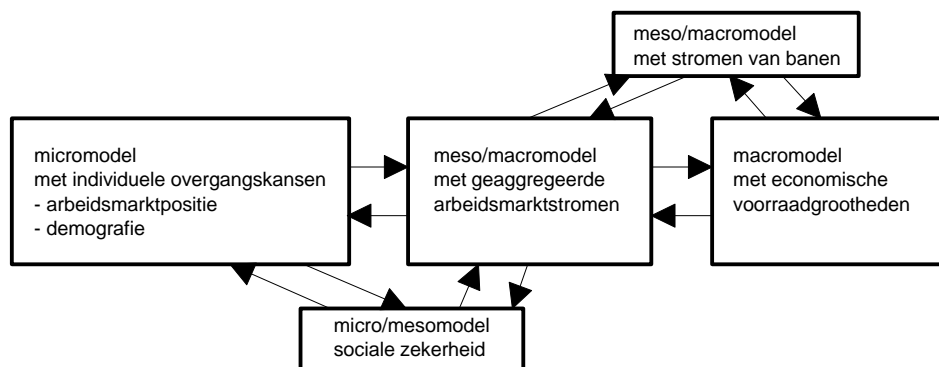 meso/macromodel
met stromen van banen
micromodel
met individuele overgangskansen
- arbeidsmarktpositie
- demografie
meso/macromodel
met geaggregeerde
arbeidsmarktstromen
macromodel
met economische
voorraadgrootheden
micro/mesomodel
sociale zekerheid